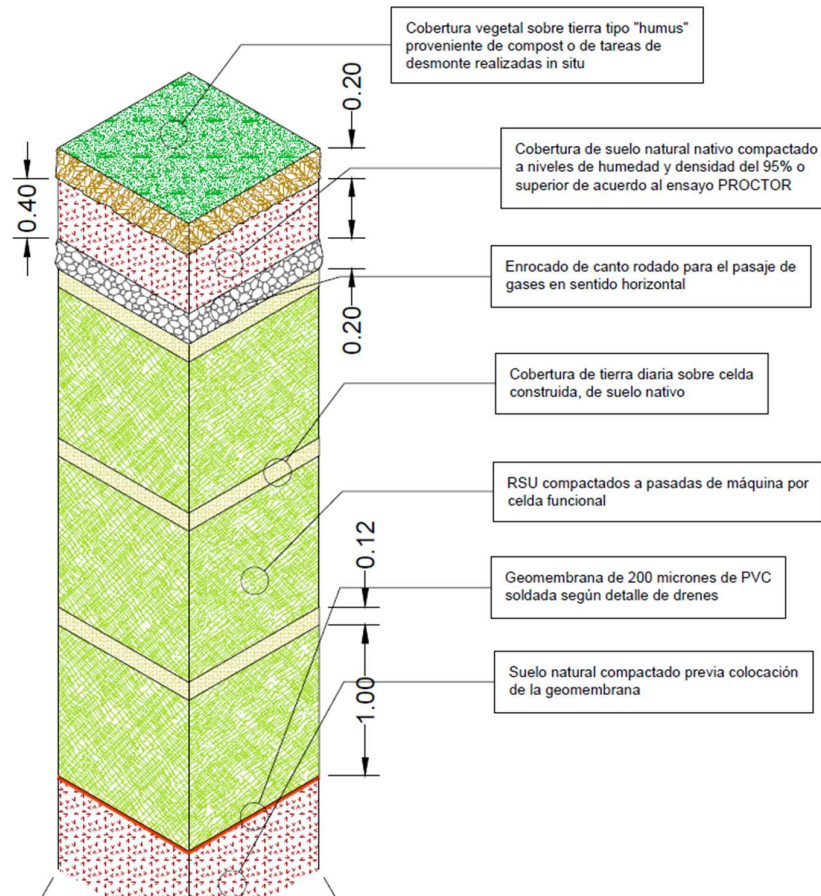 Cobertura vegetal sobre tierra tipo "humus"
proveniente de compost o de tareas de
desmonte realizadas in situ
0.20
Cobertura de suelo natural nativo compactado
a niveles de humedad y densidad del 95% o
superior de acuerdo al ensayo PROCTOR
0.40
Enrocado de canto rodado para el pasaje de
gases en sentido horizontal
0.20
Cobertura de tierra diaria sobre celda
construida, de suelo nativo
RSU compactados a pasadas de máquina por
celda funcional
0.12
Geomembrana de 200 micrones de PVC
soldada según detalle de drenes
1.00
Suelo natural compactado previa colocación
de la geomembrana